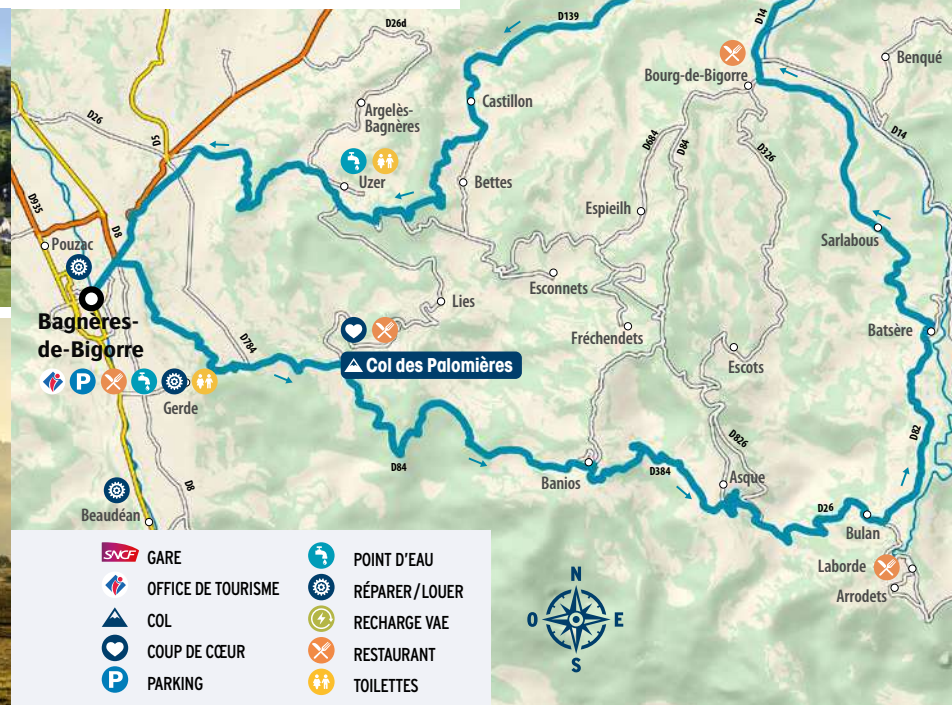 D139
D14
D26d
Benqué
Bourg-de-Bigorre
Castillon
Argelès-
Bagnères
D26
D5
D14
D684
D84
D326
Uzer
Bettes
D935
Espieilh
D8
Pouzac
Sarlabous
Esconnets
Lies
Bagnères-
de-Bigorre
Fréchendets
Batsère
D784
Col des Palomières
Escots
P
Gerde
D82
D826
D84
D384
Banios
Asque
D8
D26
Beaudéan
Bulan
Laborde
Arrodets
SNCF GARE
OFFICE DE TOURISME
COL
COUP DE CŒUR
P PARKING
POINT D'EAU
RÉPARER/LOUER
RECHARGE VAE
RESTAURANT
TOILETTES
N
O E
S